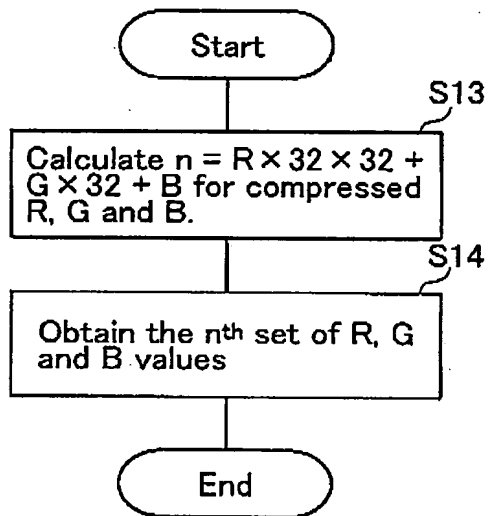 Start
S13
Calculate n = R × 32 × 32 +
G × 32 + B for compressed
R, G and B.
S14
Obtain the nth set of R, G
and B values
End